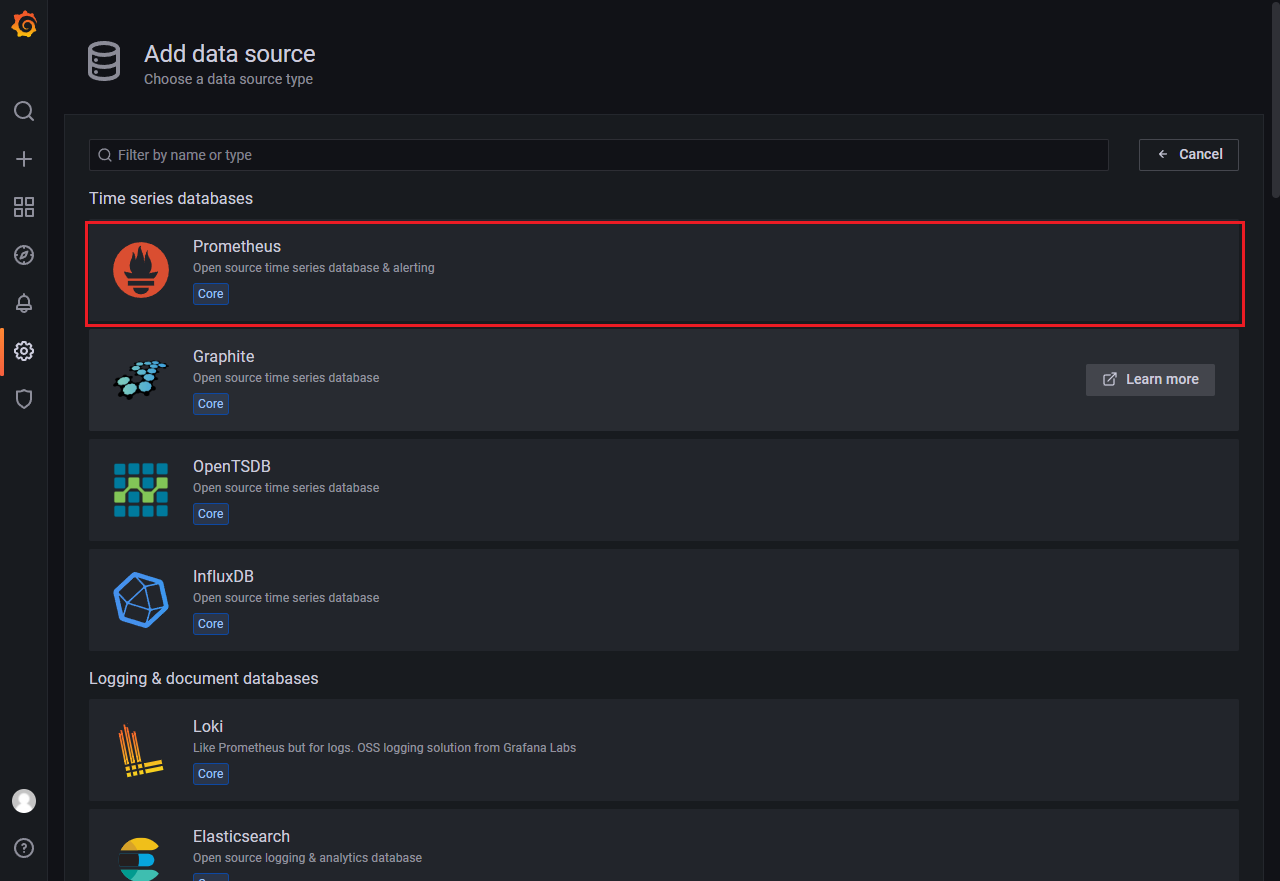 Add data source
Choose a data source type
Filter by name or type
Cancel
Time series databases
Prometheus
Open source time series database & alerting
Core
Graphite
Open source time series database
Core
Learn more
OpenTSDB
Open source time series database
Core
InfluxDB
Open source time series database
Core
Logging & document databases
Loki
Like Prometheus but for logs. OSS logging solution from Grafana Labs
Core
Elasticsearch
Open source logging & analytics database